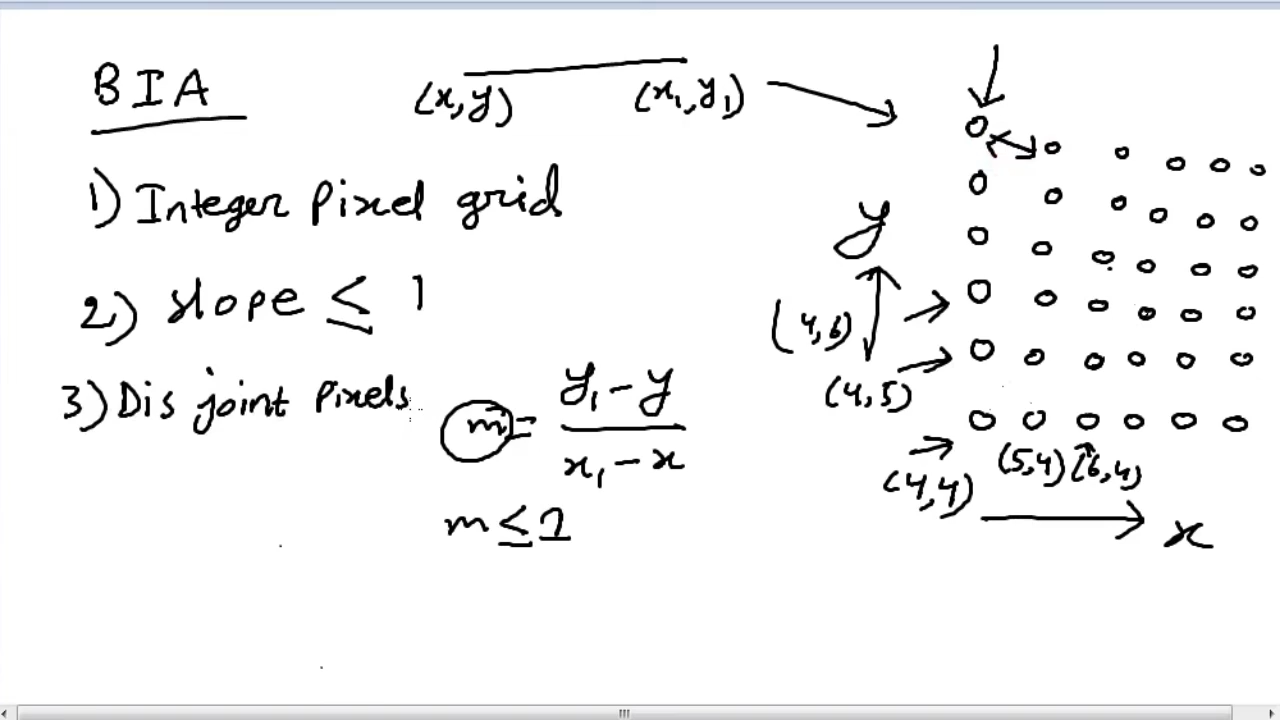 BIA
(x,y) (x₁,y₁)
1) Integer Pixel grid
2) slope ≤ 1
3) Dis joint Pixels
m = y₁ - y / x₁ - x
m ≤ 1
y
(4,6)
(4,5)
(4,4) (5,4) (6,4)
x